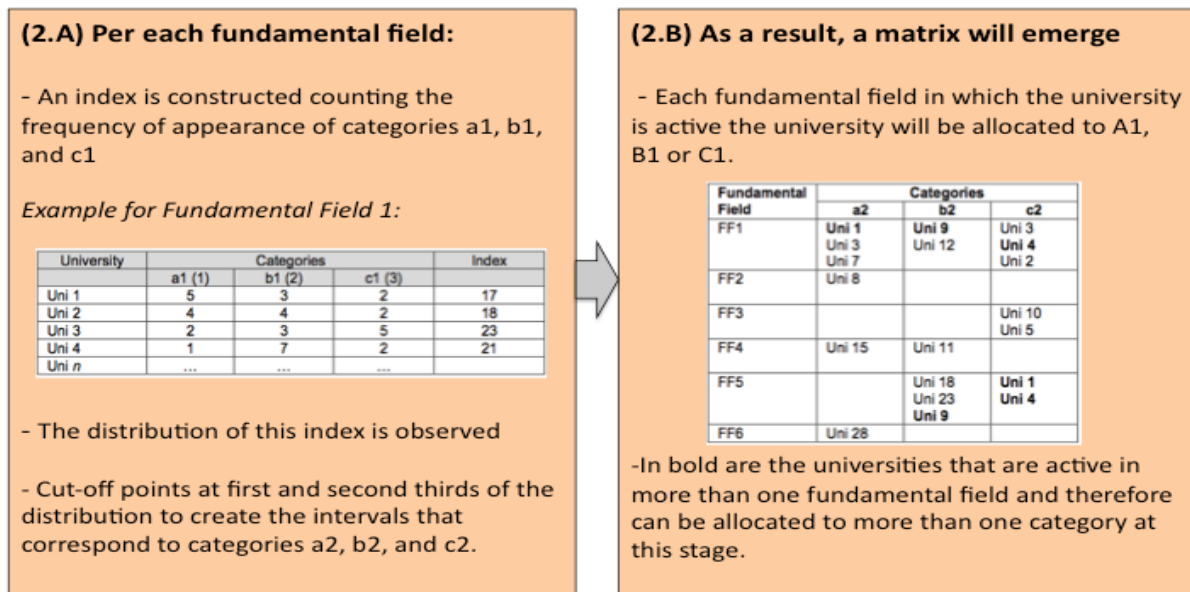 (2.A) Per each fundamental field:
- An index is constructed counting the
frequency of appearance of categories a1, b1,
and c1
Example for Fundamental Field 1:
University Categories Index
a1 (1) b1 (2) c1 (3)
Uni 1 5 3 2 17
Uni 2 4 4 2 18
Uni 3 2 3 5 23
Uni 4 1 7 2 21
Uni n ... ... ...
- The distribution of this index is observed
- Cut-off points at first and second thirds of the
distribution to create the intervals that
correspond to categories a2, b2, and c2.
(2.B) As a result, a matrix will emerge
- Each fundamental field in which the university
is active the university will be allocated to A1,
B1 or C1.
Fundamental Categories
Field a2 b2 c2
FF1 Uni 1 Uni 9 Uni 3
Uni 3 Uni 12 Uni 4
Uni 7 Uni 2
FF2 Uni 8
FF3 Uni 10
Uni 5
FF4 Uni 15 Uni 11
FF5 Uni 18 Uni 1
Uni 23 Uni 4
Uni 9
FF6 Uni 28
-In bold are the universities that are active in
more than one fundamental field and therefore
can be allocated to more than one category at
this stage.